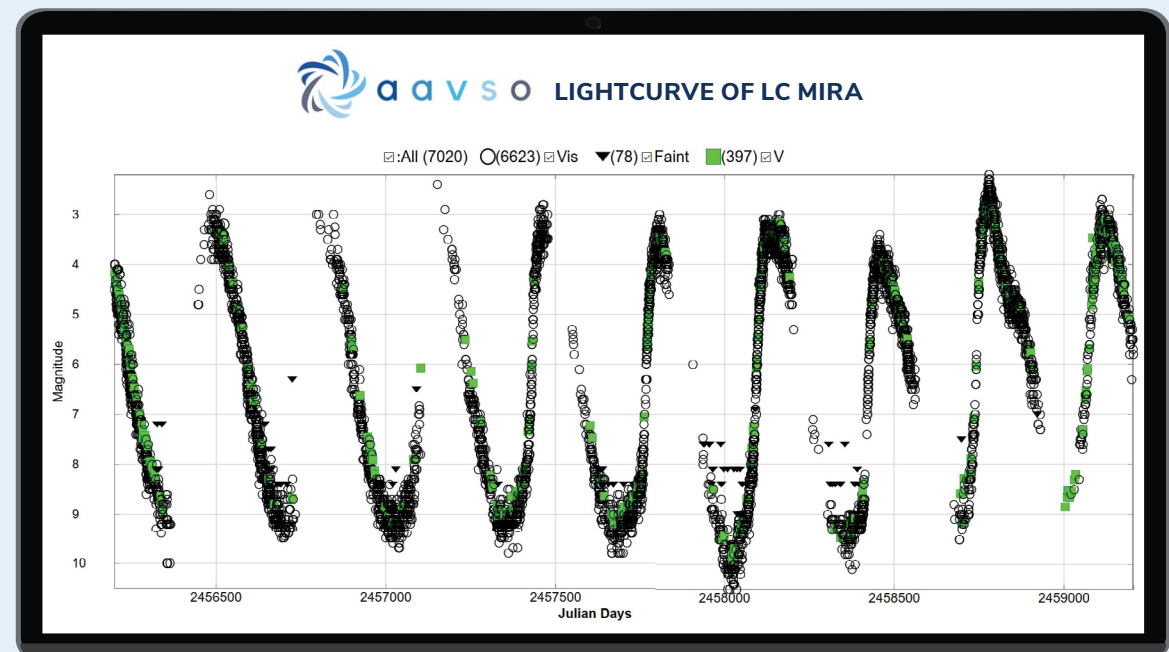 aavso LIGHTCURVE OF LC MIRA
:All (7020) (6623) Vis (78) Faint (397) V
Magnitude
3
4
5
6
7
8
9
10
2456500 2457000 2457500 2458000 2458500 2459000
Julian Days